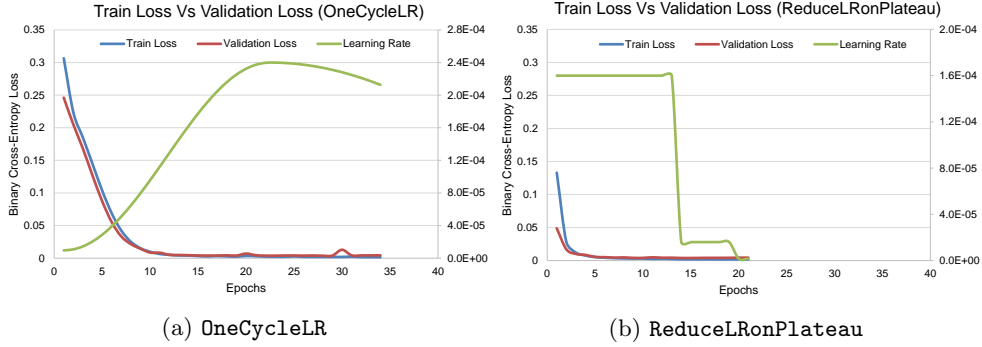 Train Loss Vs Validation Loss (OneCycleLR)
Train Loss Validation Loss Learning Rate
Binary Cross-Entropy Loss
0.35
0.3
0.25
0.2
0.15
0.1
0.05
0
2.8E-04
2.4E-04
2.0E-04
1.6E-04
1.2E-04
8.0E-05
4.0E-05
0.0E+00
0 5 10 15 20 25 30 35 40
Epochs
(a) OneCycleLR
Train Loss Vs Validation Loss (ReduceLRonPlateau)
Train Loss Validation Loss Learning Rate
Binary Cross-Entropy Loss
0.35
0.3
0.25
0.2
0.15
0.1
0.05
0
2.0E-04
1.6E-04
1.2E-04
8.0E-05
4.0E-05
0.0E+00
0 5 10 15 20 25 30 35 40
Epochs
(b) ReduceLRonPlateau